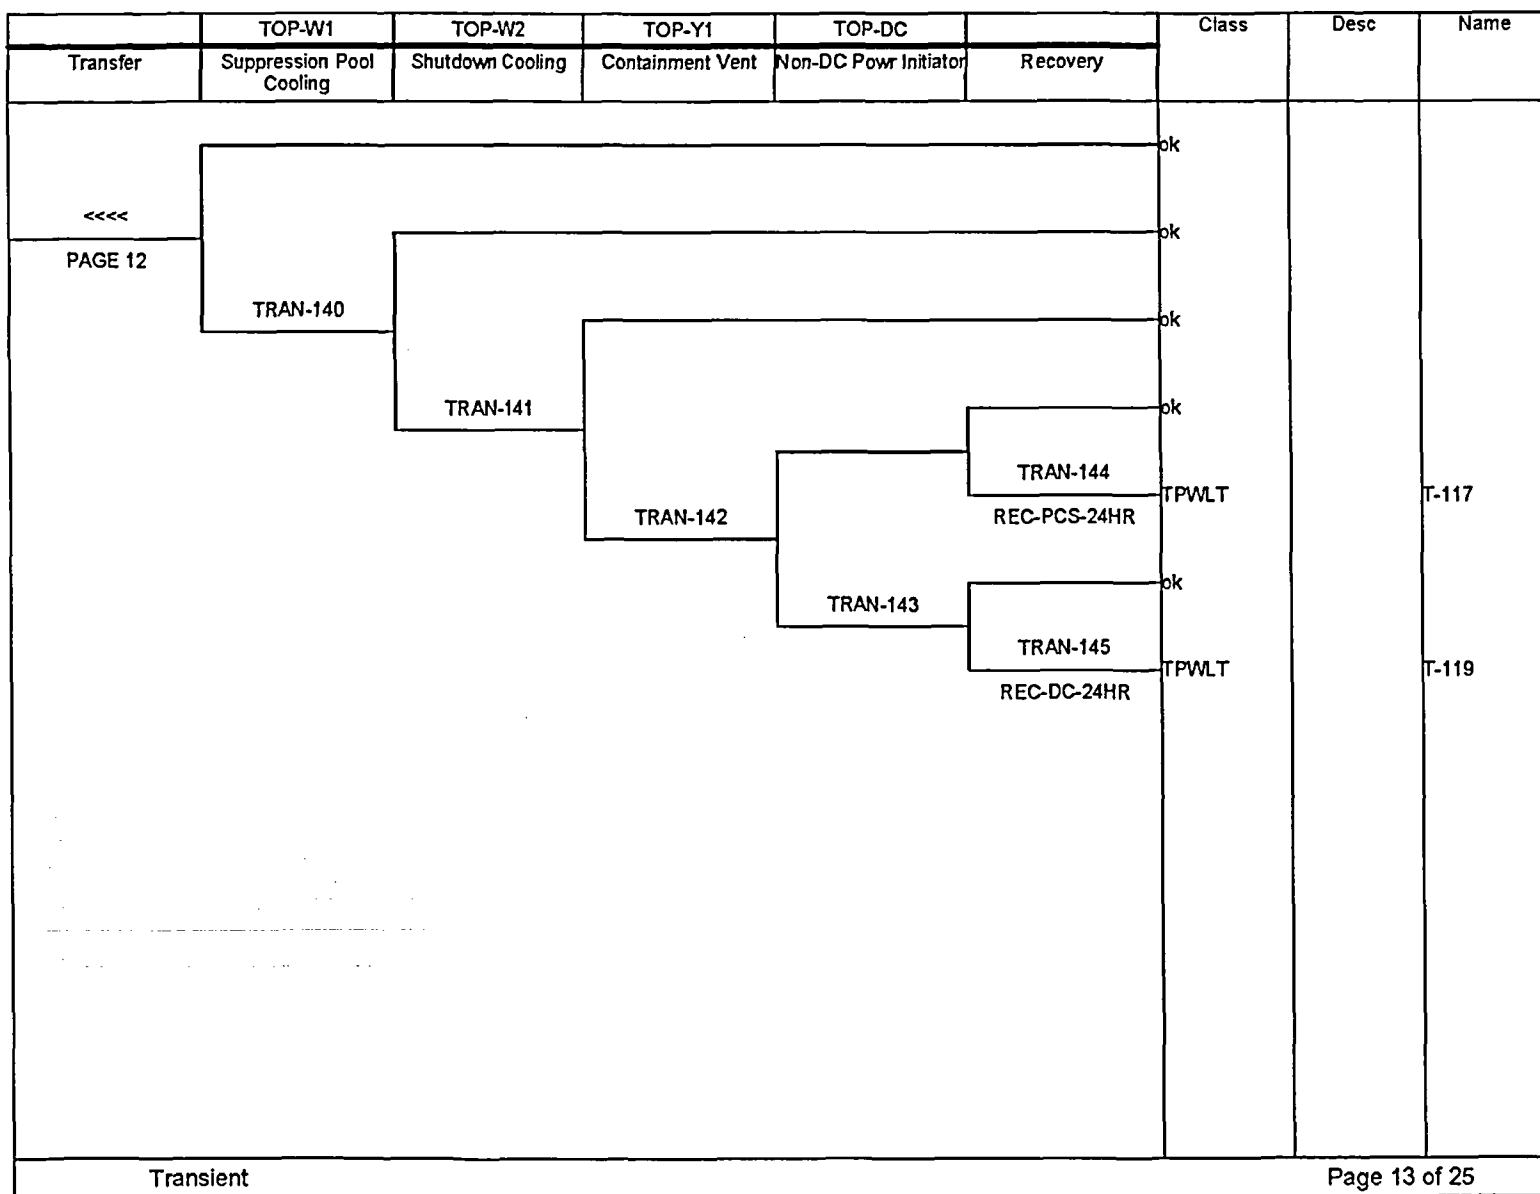 TOP-W1 TOP-W2 TOP-Y1 TOP-DC Class Desc Name
Transfer Suppression Pool Cooling Shutdown Cooling Containment Vent Non-DC Powr Initiator Recovery
ok
<<<<
ok
PAGE 12
TRAN-140
ok
TRAN-141
ok
TRAN-144
TPWLT T-117
TRAN-142 REC-PCS-24HR
ok
TRAN-143
TRAN-145
TPWLT T-119
REC-DC-24HR
Transient Page 13 of 25